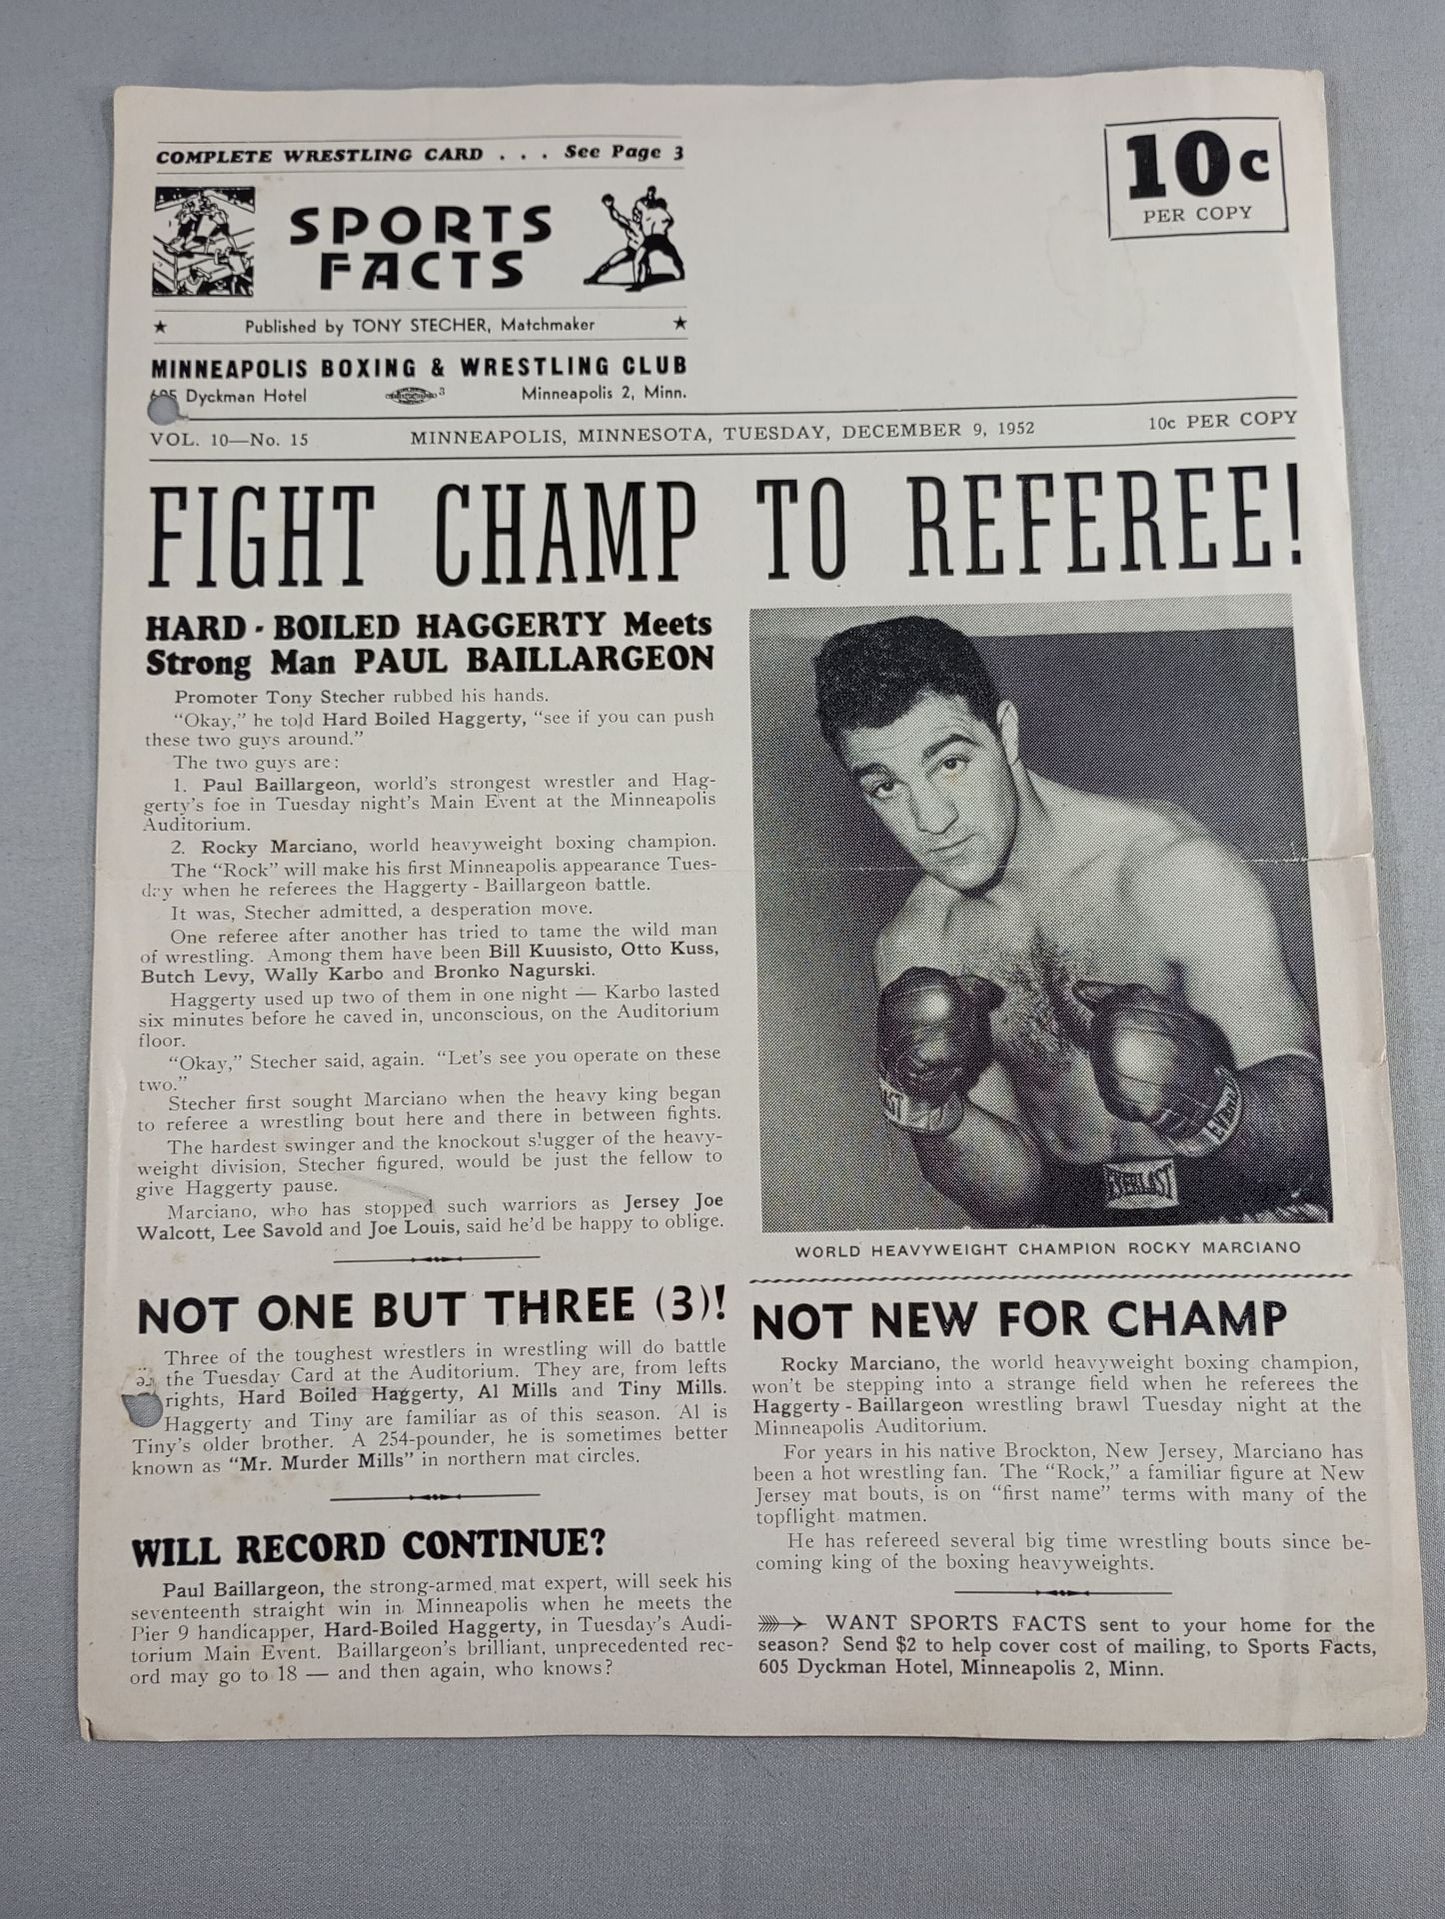 COMPLETE WRESTLING CARD . . . See Page 3
10c
PER COPY
SPORTS
FACTS
★ Published by TONY STECHER, Matchmaker ★
MINNEAPOLIS BOXING & WRESTLING CLUB
605 Dyckman Hotel 3 Minneapolis 2, Minn.
VOL. 10—No. 15 MINNEAPOLIS, MINNESOTA, TUESDAY, DECEMBER 9, 1952 10c PER COPY
FIGHT CHAMP TO REFEREE!
HARD-BOILED HAGGERTY Meets
Strong Man PAUL BAILLARGEON
Promoter Tony Stecher rubbed his hands.
"Okay," he told Hard Boiled Haggerty, "see if you can push
these two guys around."
The two guys are:
1. Paul Baillargeon, world's strongest wrestler and Hag-
gerty's foe in Tuesday night's Main Event at the Minneapolis
Auditorium.
2. Rocky Marciano, world heavyweight boxing champion.
The "Rock" will make his first Minneapolis appearance Tues-
day when he referees the Haggerty - Baillargeon battle.
It was, Stecher admitted, a desperation move.
One referee after another has tried to tame the wild man
of wrestling. Among them have been Bill Kuusisto, Otto Kuss,
Butch Levy, Wally Karbo and Bronko Nagurski.
Haggerty used up two of them in one night — Karbo lasted
six minutes before he caved in, unconscious, on the Auditorium
floor.
"Okay," Stecher said, again. "Let's see you operate on these
two."
Stecher first sought Marciano when the heavy king began
to referee a wrestling bout here and there in between fights.
The hardest swinger and the knockout slugger of the heavy-
weight division, Stecher figured, would be just the fellow to
give Haggerty pause.
Marciano, who has stopped such warriors as Jersey Joe
Walcott, Lee Savold and Joe Louis, said he'd be happy to oblige.
NOT ONE BUT THREE (3)!
Three of the toughest wrestlers in wrestling will do battle
the Tuesday Card at the Auditorium. They are, from lefts
rights, Hard Boiled Haggerty, Al Mills and Tiny Mills.
Haggerty and Tiny are familiar as of this season. Al is
Tiny's older brother. A 254-pounder, he is sometimes better
known as "Mr. Murder Mills" in northern mat circles.
WILL RECORD CONTINUE?
Paul Baillargeon, the strong-armed mat expert, will seek his
seventeenth straight win in Minneapolis when he meets the
Pier 9 handicapper, Hard-Boiled Haggerty, in Tuesday's Audi-
torium Main Event. Baillargeon's brilliant, unprecedented rec-
ord may go to 18 — and then again, who knows?
EVERLAST
WORLD HEAVYWEIGHT CHAMPION ROCKY MARCIANO
NOT NEW FOR CHAMP
Rocky Marciano, the world heavyweight boxing champion,
won't be stepping into a strange field when he referees the
Haggerty - Baillargeon wrestling brawl Tuesday night at the
Minneapolis Auditorium.
For years in his native Brockton, New Jersey, Marciano has
been a hot wrestling fan. The "Rock," a familiar figure at New
Jersey mat bouts, is on "first name" terms with many of the
topflight matmen.
He has refereed several big time wrestling bouts since be-
coming king of the boxing heavyweights.
WANT SPORTS FACTS sent to your home for the
season? Send $2 to help cover cost of mailing, to Sports Facts,
605 Dyckman Hotel, Minneapolis 2, Minn.